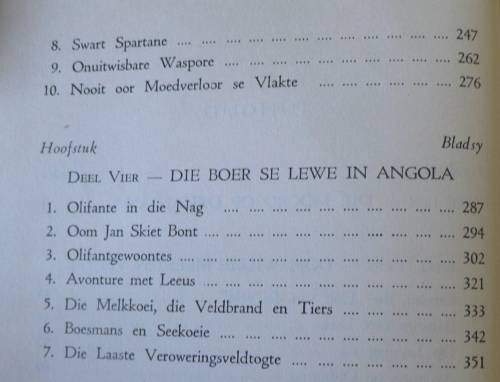 8. Swart Spartane .... .... .... .... .... .... .... .... .... .... 247
9. Onuitwisbare Waspore .... .... .... .... .... .... .... .... 262
10. Nooit oor Moedverloor se Vlakte .... .... .... .... .... 276
Hoofstuk Bladsy
DEEL VIER — DIE BOER SE LEWE IN ANGOLA
1. Olifante in die Nag .... .... .... .... .... .... .... .... 287
2. Oom Jan Skiet Bont .... .... .... .... .... .... .... .... 294
3. Olifantgewoontes .... .... .... .... .... .... .... .... .... 302
4. Avonture met Leeus .... .... .... .... .... .... .... .... 321
5. Die Melkkoei, die Veldbrand en Tiers .... .... .... .... 333
6. Boesmans en Seekoeie .... .... .... .... .... .... .... .... 342
7. Die Laaste Veroweringsveldtogte .... .... .... .... .... 351